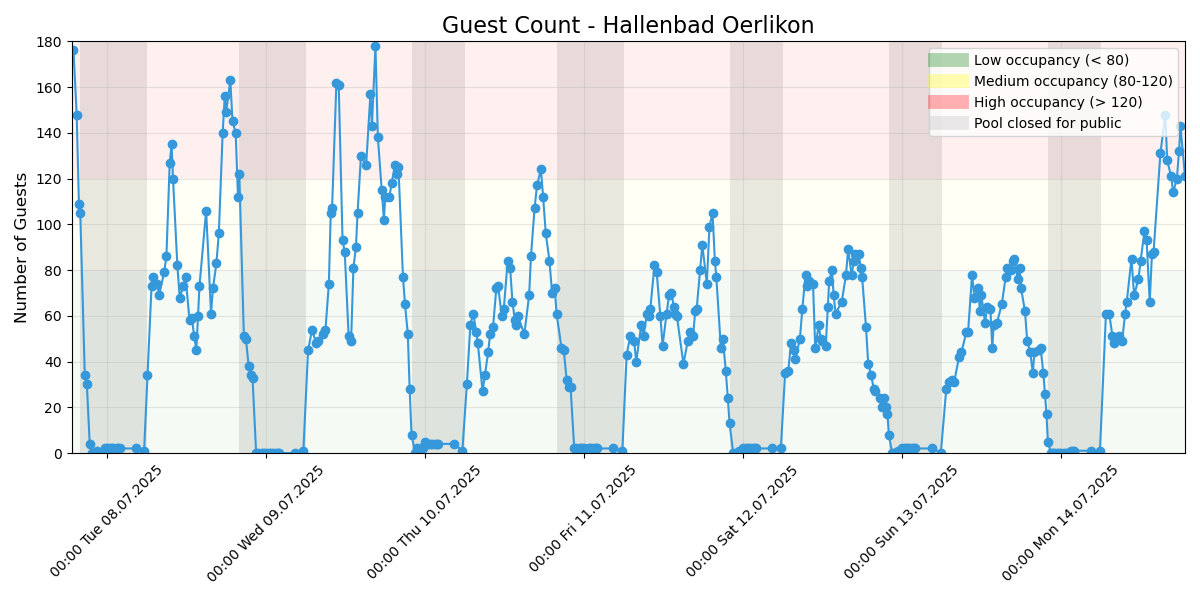 Guest Count - Hallenbad Oerlikon
Number of Guests
180
160
140
120
100
80
60
40
20
0
Low occupancy (< 80)
Medium occupancy (80-120)
High occupancy (> 120)
Pool closed for public
00:00 Tue 08.07.2025
00:00 Wed 09.07.2025
00:00 Thu 10.07.2025
00:00 Fri 11.07.2025
00:00 Sat 12.07.2025
00:00 Sun 13.07.2025
00:00 Mon 14.07.2025